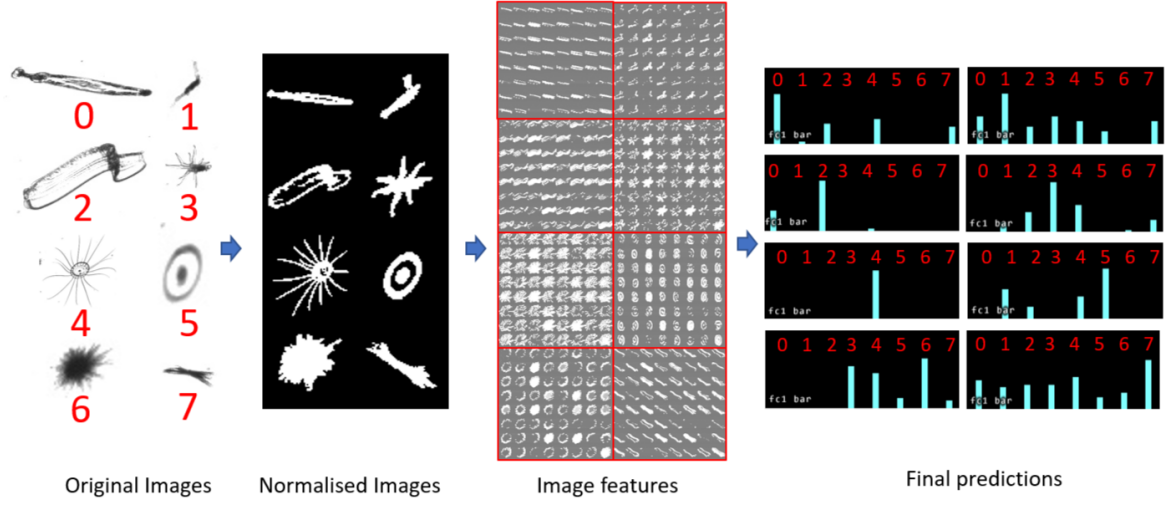 0
1
2
3
4
5
6
7
0 1 2 3 4 5 6 7
fc1 bar
0 1 2 3 4 5 6 7
fc1 bar
0 1 2 3 4 5 6 7
fc1 bar
0 1 2 3 4 5 6 7
fc1 bar
0 1 2 3 4 5 6 7
fc1 bar
0 1 2 3 4 5 6 7
fc1 bar
0 1 2 3 4 5 6 7
fc1 bar
0 1 2 3 4 5 6 7
fc1 bar
Original Images
Normalised Images
Image features
Final predictions